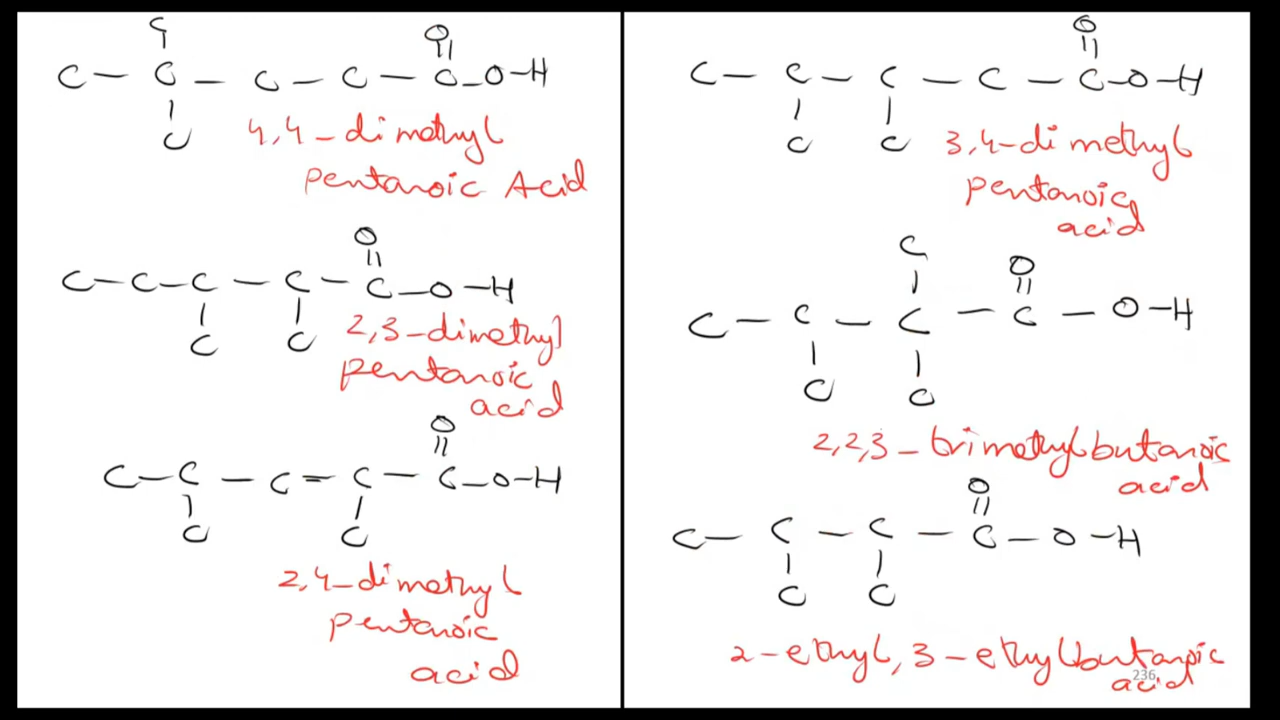 C
O
C - C - C - C - C - O - H
C
4,4-dimethyl
pentanoic Acid
O
C - C - C - C - C - O - H
C C
2,3-dimethyl
pentanoic
acid
O
C - C - C = C - C - O - H
C C
2,4-dimethyl
pentanoic
acid
O
C - C - C - C - C - O - H
C C
3,4-dimethyl
pentanoic
acid
C
O
C - C - C - C - O - H
C C
2,2,3-trimethylbutanoic
acid
O
C - C - C - C - O - H
C C
2-ethyl, 3-ethylbutanoic
acid
236